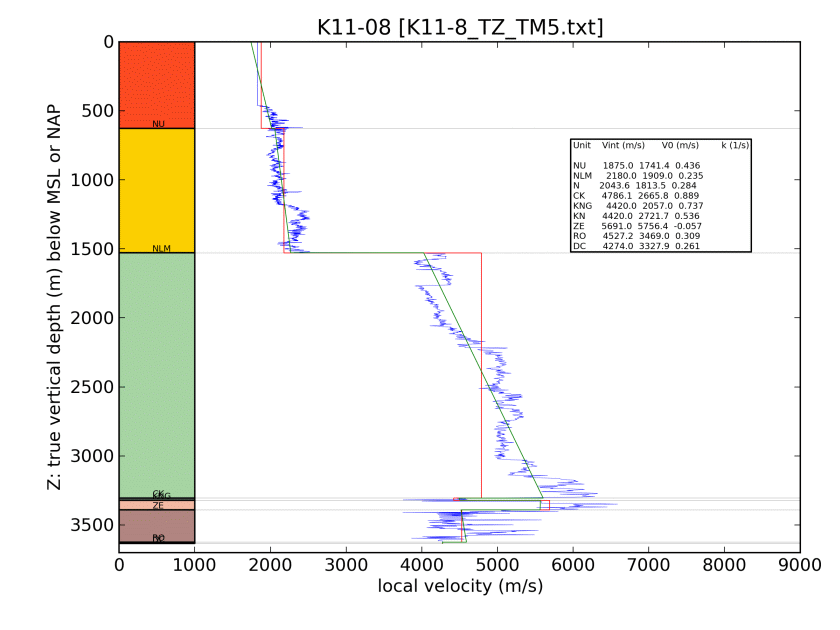 K11-08 [K11-8_TZ_TM5.txt]
0
500
1000
1500
2000
2500
3000
3500
Z: true vertical depth (m) below MSL or NAP
NU
NLM
CK
KNG
ZE
RO
Unit Vint (m/s) V0 (m/s) k (1/s)
NU 1875.0 1741.4 0.436
NLM 2180.0 1909.0 0.235
N 2043.6 1813.5 0.284
CK 4786.1 2665.8 0.889
KNG 4420.0 2057.0 0.737
KN 4420.0 2721.7 0.536
ZE 5691.0 5756.4 -0.057
RO 4527.2 3469.0 0.309
DC 4274.0 3327.9 0.261
0 1000 2000 3000 4000 5000 6000 7000 8000 9000
local velocity (m/s)